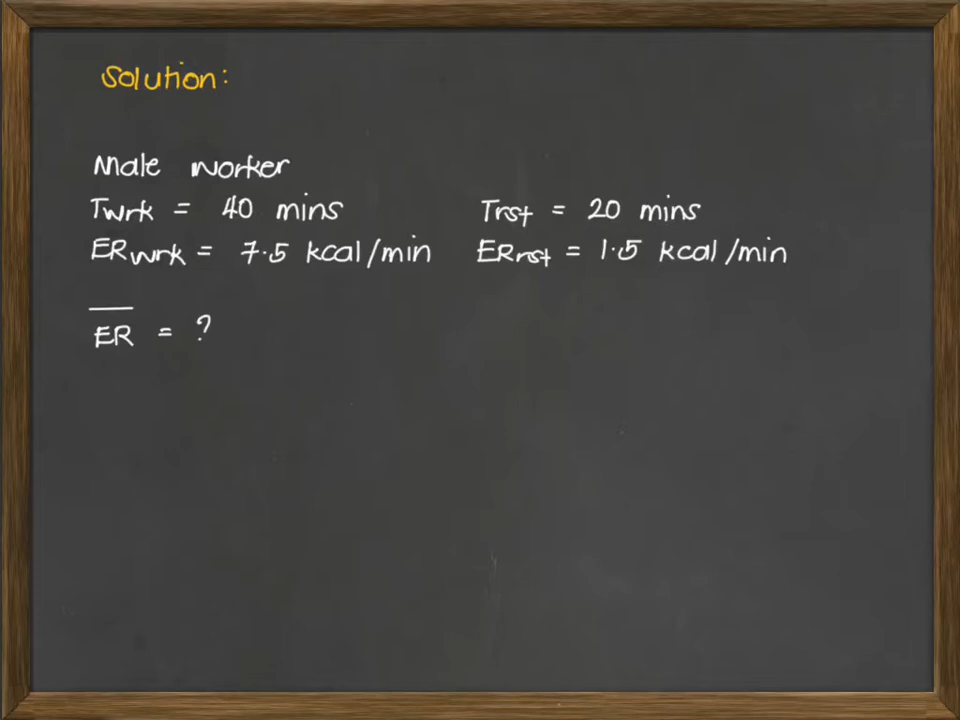 Solution:
Male worker
Twrk = 40 mins Trst = 20 mins
ERwrk = 7.5 kcal/min ERrst = 1.5 kcal/min
E̅R̅ = ?